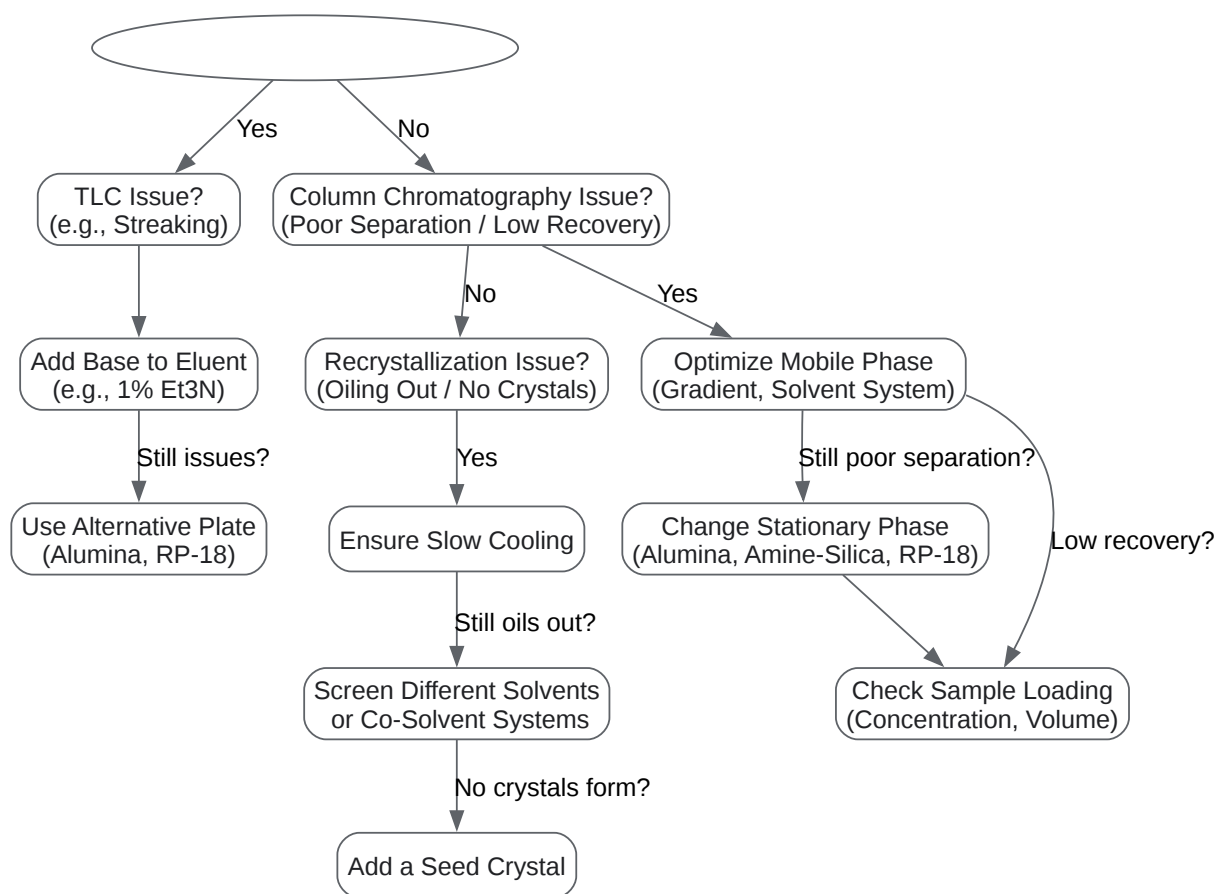 Yes
No
TLC Issue?
(e.g., Streaking)
Column Chromatography Issue?
(Poor Separation / Low Recovery)
No
Yes
Add Base to Eluent
(e.g., 1% Et3N)
Recrystallization Issue?
(Oiling Out / No Crystals)
Optimize Mobile Phase
(Gradient, Solvent System)
Still issues?
Yes
Still poor separation?
Use Alternative Plate
(Alumina, RP-18)
Ensure Slow Cooling
Change Stationary Phase
(Alumina, Amine-Silica, RP-18)
Low recovery?
Still oils out?
Screen Different Solvents
or Co-Solvent Systems
Check Sample Loading
(Concentration, Volume)
No crystals form?
Add a Seed Crystal